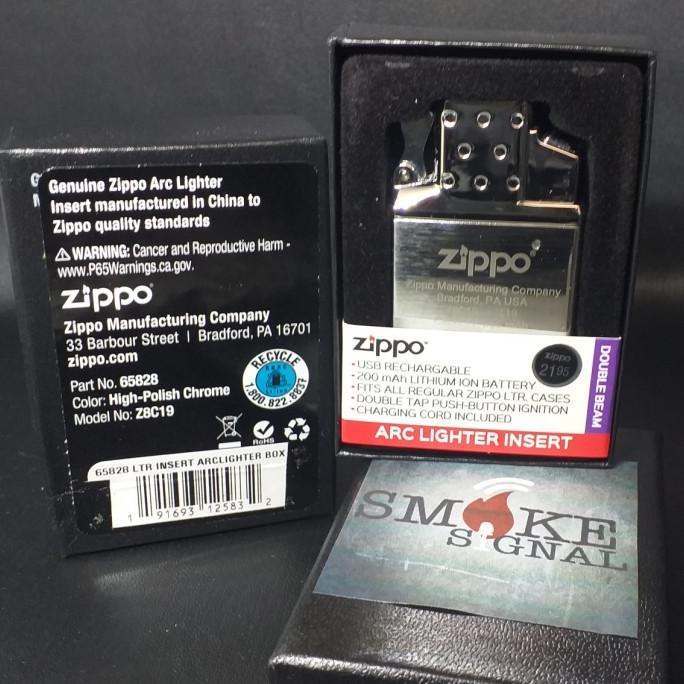 Genuine Zippo Arc Lighter
Insert manufactured in China to
Zippo quality standards
⚠ WARNING: Cancer and Reproductive Harm -
www.P65Warnings.ca.gov.
zippo®
Zippo Manufacturing Company
33 Barbour Street | Bradford, PA 16701
zippo.com
Part No. 65828
Color: High-Polish Chrome
Model No: Z8C19
RECYCLE
1.800.822.8837
RoHS
65828 LTR INSERT ARCLIGHTER BOX
1 91693 12583 2
zippo
Zippo Manufacturing Company
Bradford, PA USA
zippo™
• USB RECHARGABLE
• 200 mAh LITHIUM ION BATTERY
• FITS ALL REGULAR ZIPPO LTR. CASES
• DOUBLE TAP PUSH-BUTTON IGNITION
• CHARGING CORD INCLUDED
zippo
2195
DOUBLE BEAM
ARC LIGHTER INSERT
SMOKE
SIGNAL